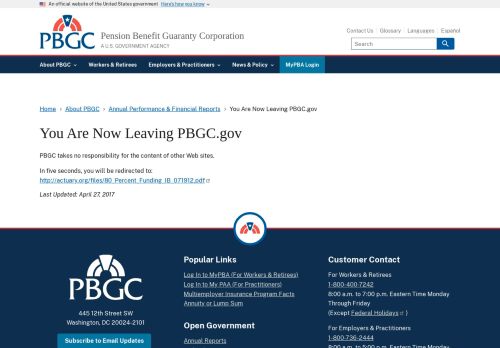 An official website of the United States government Here's how you know
PBGC
Pension Benefit Guaranty Corporation
A U.S. GOVERNMENT AGENCY
Contact Us Glossary Languages Español
Search
About PBGC Workers & Retirees Employers & Practitioners News & Policy MyPBA Login
Home › About PBGC › Annual Performance & Financial Reports › You Are Now Leaving PBGC.gov
You Are Now Leaving PBGC.gov
PBGC takes no responsibility for the content of other Web sites.
In five seconds, you will be redirected to:
http://actuary.org/files/80_Percent_Funding_IB_071912.pdf
Last Updated: April 27, 2017
PBGC
445 12th Street SW
Washington, DC 20024-2101
Subscribe to Email Updates
Popular Links
Log In to MyPBA (For Workers & Retirees)
Log In to My PAA (For Practitioners)
Multiemployer Insurance Program Facts
Annuity or Lump Sum
Open Government
Annual Reports
Customer Contact
For Workers & Retirees
1-800-400-7242
8:00 a.m. to 7:00 p.m. Eastern Time Monday
Through Friday
(Except Federal Holidays )
For Employers & Practitioners
1-800-736-2444
8:00 a.m. to 5:00 p.m. Eastern Time Monday